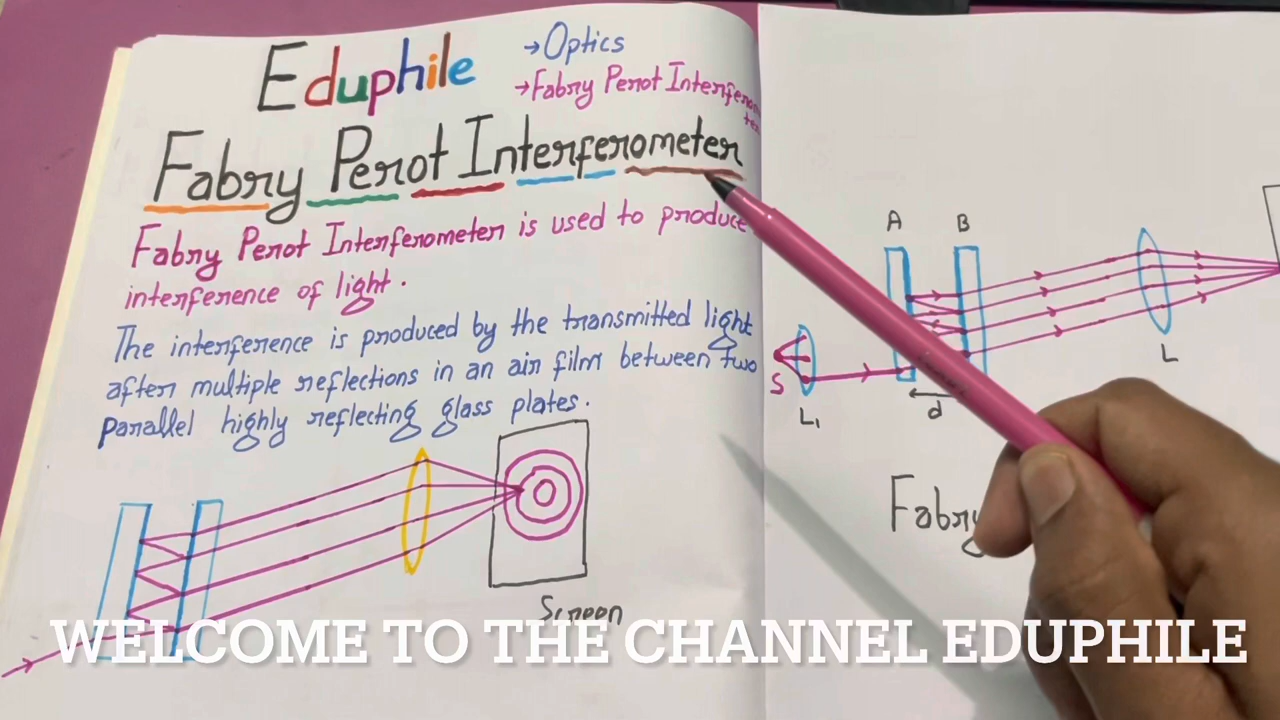 Eduphile
→Optics
→Fabry Perot Interferometer
Fabry Perot Interferometer
Fabry Perot Interferometer is used to produce
interference of light.
The interference is produced by the transmitted light
after multiple reflections in an air film between two
parallel highly reflecting glass plates.
Screen
A B
S
L₁
d
L
Fabry
WELCOME TO THE CHANNEL EDUPHILE